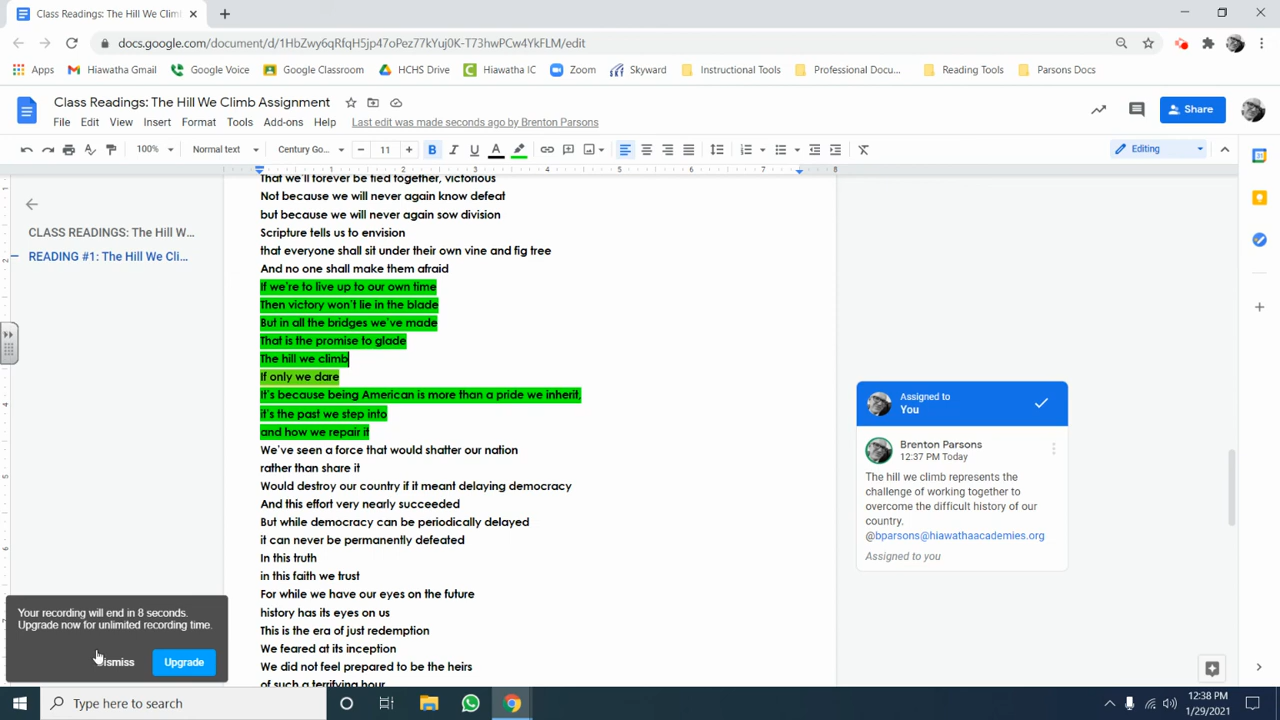 Class Readings: The Hill We Climb
docs.google.com/document/d/1HbZwy6qRfqH5jp47oPez77kYuj0K-T73hwPCw4YkFLM/edit
Apps Hiawatha Gmail Google Voice Google Classroom HCHS Drive Hiawatha IC Zoom Skyward Instructional Tools Professional Docu... Reading Tools Parsons Docs
Class Readings: The Hill We Climb Assignment
Share
File Edit View Insert Format Tools Add-ons Help Last edit was made seconds ago by Brenton Parsons
100% Normal text Century Go... 11 B I U A Editing
1 1 2 3 4 5 6 7 8
CLASS READINGS: The Hill W...
READING #1: The Hill We Cli...
That we'll forever be tied together, victorious
Not because we will never again know defeat
but because we will never again sow division
Scripture tells us to envision
that everyone shall sit under their own vine and fig tree
And no one shall make them afraid
If we're to live up to our own time
Then victory won't lie in the blade
But in all the bridges we've made
That is the promise to glade
The hill we climb
If only we dare
It's because being American is more than a pride we inherit,
it's the past we step into
and how we repair it
We've seen a force that would shatter our nation
rather than share it
Would destroy our country if it meant delaying democracy
And this effort very nearly succeeded
But while democracy can be periodically delayed
it can never be permanently defeated
In this truth
in this faith we trust
For while we have our eyes on the future
history has its eyes on us
This is the era of just redemption
We feared at its inception
We did not feel prepared to be the heirs
of such a terrifying hour
Assigned to
You
Brenton Parsons
12:37 PM Today
The hill we climb represents the
challenge of working together to
overcome the difficult history of our
country.
@bparsons@hiawathaacademies.org
Assigned to you
Your recording will end in 8 seconds.
Upgrade now for unlimited recording time.
Dismiss Upgrade
Type here to search
12:38 PM
1/29/2021